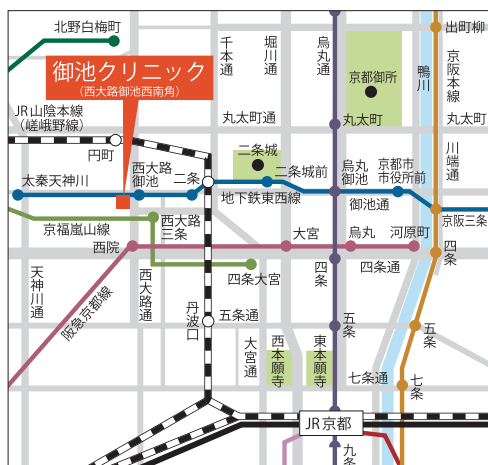 北野白梅町
出町柳
御池クリニック
(西大路御池西南角)
千本通
堀川通
烏丸通
京都御所
鴨川
京阪本線
JR山陰本線
(嵯峨野線)
丸太町通
丸太町
丸太町
川端通
円町
二条城
太秦天神川
西大路
御池
二条
二条城前
烏丸
御池
京都市
市役所前
地下鉄東西線
御池通
京阪三条
京福嵐山線
西大路
三条
西院
大宮
烏丸
河原町
四条
四条大宮
四条
四条通
天神川通
西大路通
阪急京都線
丹波口
五条通
五条
五条
大宮通
西本願寺
東本願寺
七条通
七条
JR京都
九条